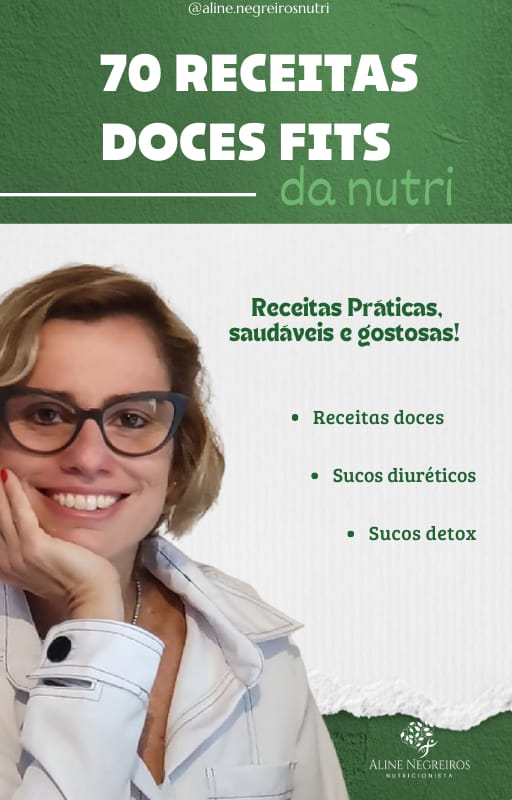 @aline.negreirosnutri
70 RECEITAS
DOCES FITS
da nutri
Receitas Práticas,
saudáveis e gostosas!
• Receitas doces
• Sucos diuréticos
• Sucos detox
ALINE NEGREIROS
NUTRICIONISTA